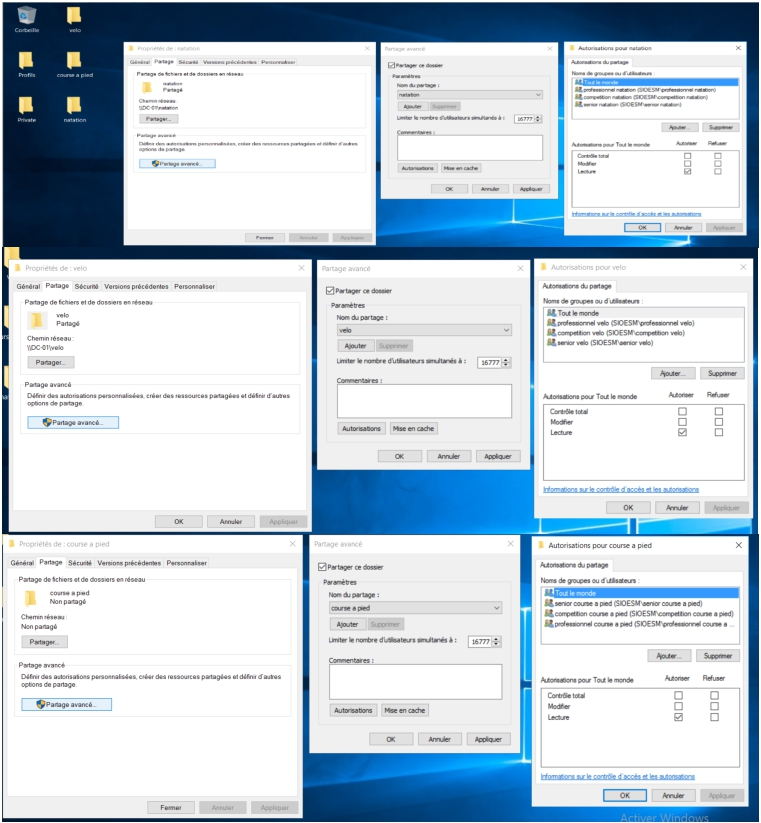 Corbeille
velo
Profils
course a pied
Private
natation
Propriétés de : natation
Général Partage Sécurité Versions précédentes Personnaliser
Partage de fichiers et de dossiers en réseau
natation
Partagé
Chemin réseau :
\\DC-01\natation
Partager...
Partage avancé
Définir des autorisations personnalisées, créer des ressources partagées et définir d'autres
options de partage.
Partage avancé...
Fermer Annuler Appliquer
Partage avancé
Partager ce dossier
Paramètres
Nom du partage :
natation
Ajouter Supprimer
Limiter le nombre d'utilisateurs simultanés à : 16777
Commentaires :
Autorisations Mise en cache
OK Annuler Appliquer
Autorisations pour natation
Autorisations du partage
Noms de groupes ou d'utilisateurs :
Tout le monde
professionnel natation (SIOESM\professionnel natation)
competition natation (SIOESM\competition natation)
senior natation (SIOESM\senior natation)
Ajouter... Supprimer
Autorisations pour Tout le monde Autoriser Refuser
Contrôle total
Modifier
Lecture
Informations sur le contrôle d'accès et les autorisations
OK Annuler Appliquer
Propriétés de : velo
Général Partage Sécurité Versions précédentes Personnaliser
Partage de fichiers et de dossiers en réseau
velo
Partagé
Chemin réseau :
\\DC-01\velo
Partager...
Partage avancé
Définir des autorisations personnalisées, créer des ressources partagées et définir d'autres
options de partage.
Partage avancé...
OK Annuler Appliquer
Partage avancé
Partager ce dossier
Paramètres
Nom du partage :
velo
Ajouter Supprimer
Limiter le nombre d'utilisateurs simultanés à : 16777
Commentaires :
Autorisations Mise en cache
OK Annuler Appliquer
Autorisations pour velo
Autorisations du partage
Noms de groupes ou d'utilisateurs :
Tout le monde
professionnel velo (SIOESM\professionnel velo)
competition velo (SIOESM\competition velo)
senior velo (SIOESM\senior velo)
Ajouter... Supprimer
Autorisations pour Tout le monde Autoriser Refuser
Contrôle total
Modifier
Lecture
Informations sur le contrôle d'accès et les autorisations
OK Annuler Appliquer
Propriétés de : course a pied
Général Partage Sécurité Versions précédentes Personnaliser
Partage de fichiers et de dossiers en réseau
course a pied
Non partagé
Chemin réseau :
Non partagé
Partager...
Partage avancé
Définir des autorisations personnalisées, créer des ressources partagées et définir d'autres
options de partage.
Partage avancé...
Fermer Annuler Appliquer
Partage avancé
Partager ce dossier
Paramètres
Nom du partage :
course a pied
Ajouter Supprimer
Limiter le nombre d'utilisateurs simultanés à : 16777
Commentaires :
Autorisations Mise en cache
OK Annuler Appliquer
Autorisations pour course a pied
Autorisations du partage
Noms de groupes ou d'utilisateurs :
Tout le monde
senior course a pied (SIOESM\senior course a pied)
competition course a pied (SIOESM\competition course a pied)
professionnel course a pied (SIOESM\professionnel course a ...
Ajouter... Supprimer
Autorisations pour Tout le monde Autoriser Refuser
Contrôle total
Modifier
Lecture
Informations sur le contrôle d'accès et les autorisations
OK Annuler Appliquer
Activer Windows